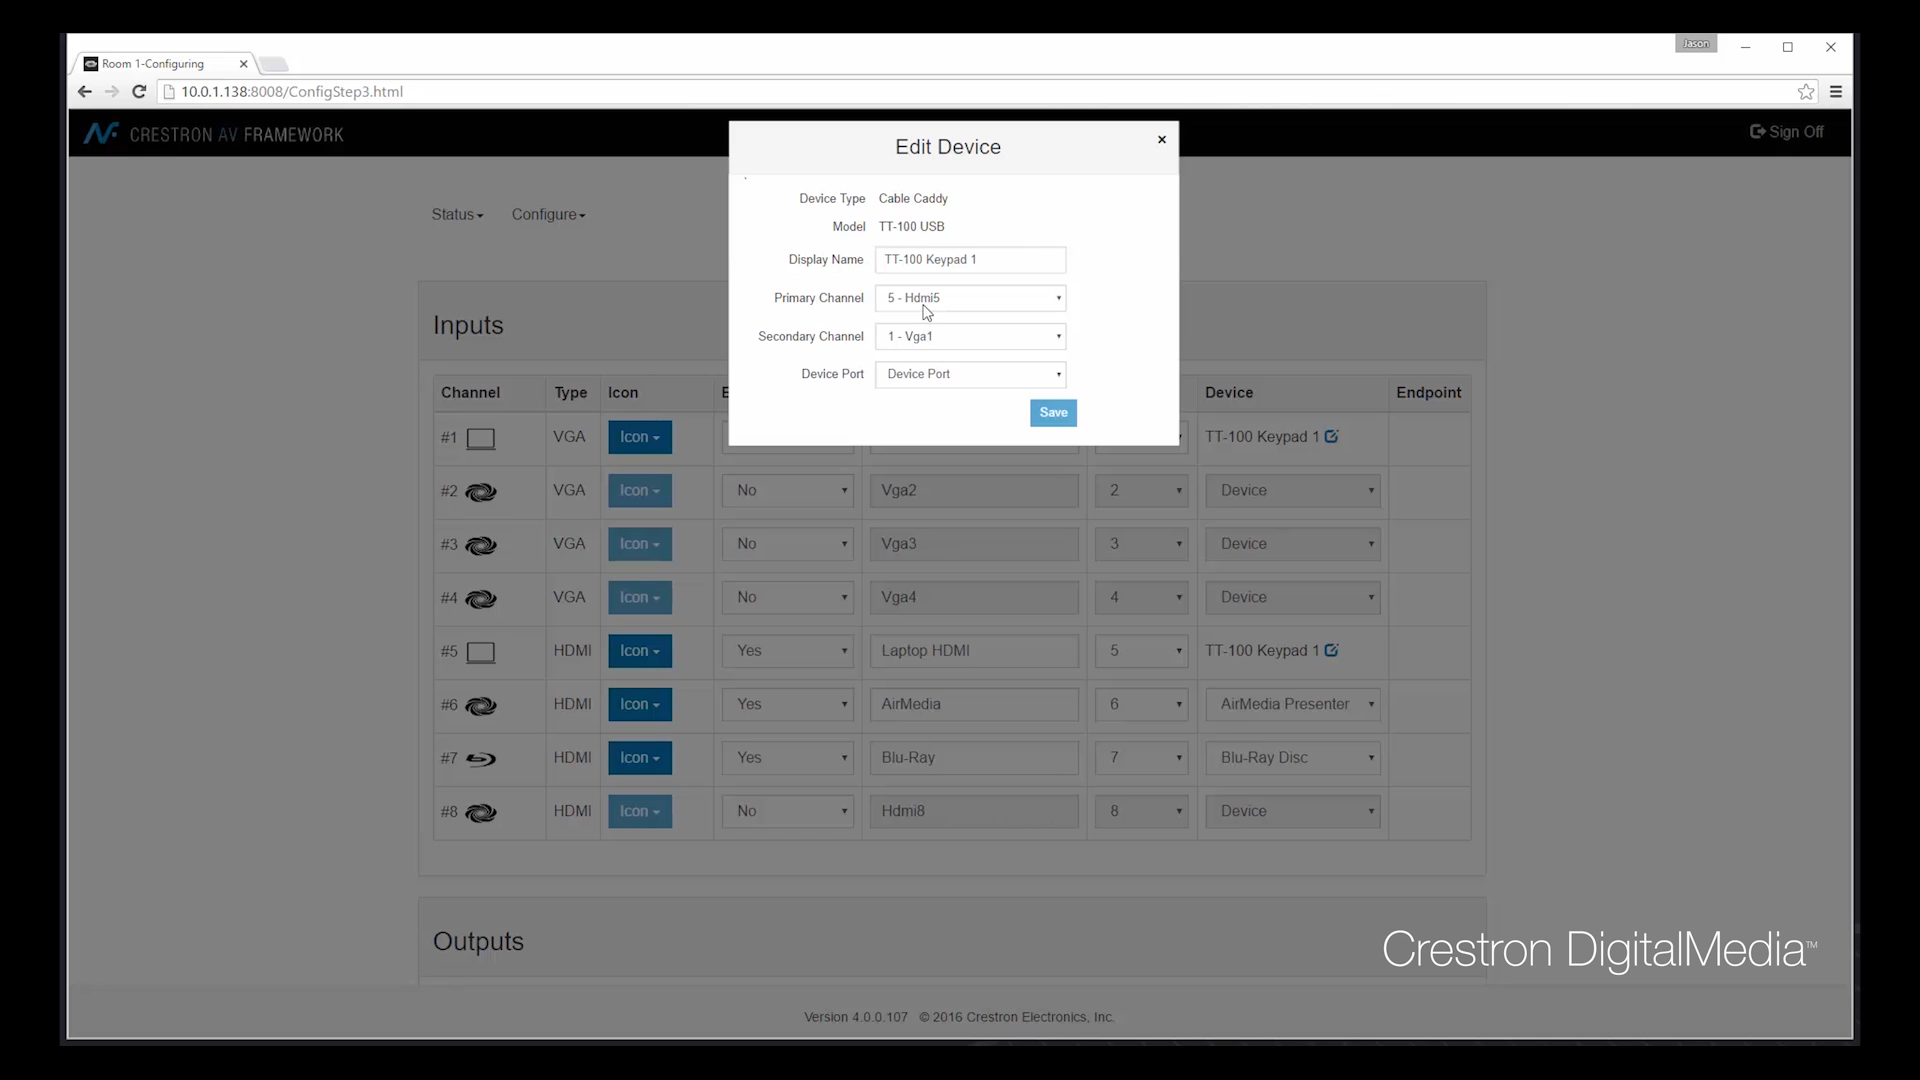 Jason
Room 1-Configuring
10.0.1.138:8008/ConfigStep3.html
CRESTRON AV FRAMEWORK
Sign Off
Edit Device
Device Type Cable Caddy
Model TT-100 USB
Display Name TT-100 Keypad 1
Primary Channel 5 - Hdmi5
Secondary Channel 1 - Vga1
Device Port Device Port
Save
Status Configure
Inputs
Channel Type Icon Device Endpoint
#1 VGA Icon TT-100 Keypad 1
#2 VGA Icon No Vga2 2 Device
#3 VGA Icon No Vga3 3 Device
#4 VGA Icon No Vga4 4 Device
#5 HDMI Icon Yes Laptop HDMI 5 TT-100 Keypad 1
#6 HDMI Icon Yes AirMedia 6 AirMedia Presenter
#7 HDMI Icon Yes Blu-Ray 7 Blu-Ray Disc
#8 HDMI Icon No Hdmi8 8 Device
Outputs
Crestron DigitalMedia™
Version 4.0.0.107 © 2016 Crestron Electronics, Inc.